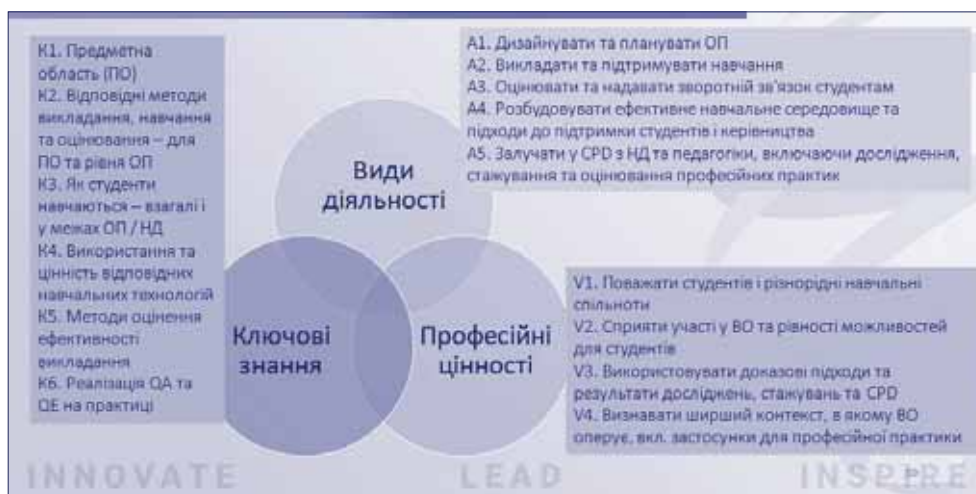 К1. Предметна
область (ПО)
К2. Відповідні методи
викладання, навчання
та оцінювання – для
ПО та рівня ОП
К3. Як студенти
навчаються – взагалі і
у межах ОП / НД
К4. Використання та
цінність відповідних
навчальних технологій
К5. Методи оцінення
ефективності
викладання
К6. Реалізація QA та
QE на практиці
А1. Дизайнувати та планувати ОП
А2. Викладати та підтримувати навчання
А3. Оцінювати та надавати зворотній зв'язок студентам
А4. Розбудовувати ефективне навчальне середовище та
підходи до підтримки студентів і керівництва
А5. Залучати у CPD з НД та педагогіки, включаючи дослідження,
стажування та оцінювання професійних практик
Види
діяльності
Ключові
знання
Професійні
цінності
V1. Поважати студентів і різнорідні навчальні
спільноти
V2. Сприяти участі у ВО та рівності можливостей
для студентів
V3. Використовувати доказові підходи та
результати досліджень, стажувань та CPD
V4. Визнавати ширший контекст, в якому ВО
оперує, вкл. застосунки для професійної практики
INNOVATE LEAD INSPIRE